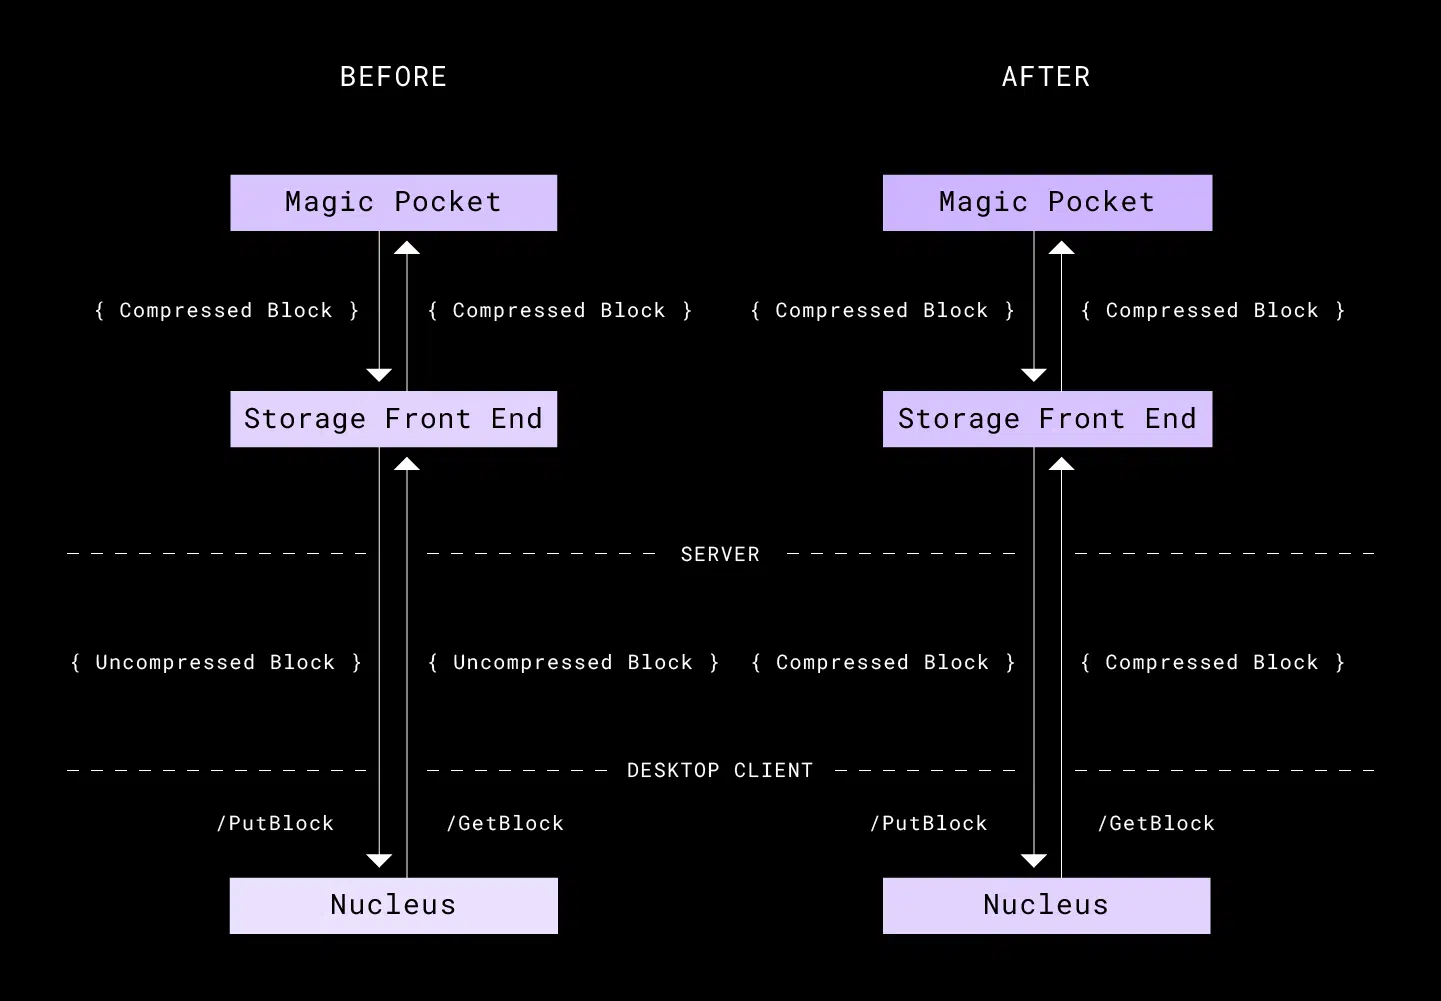 BEFORE
AFTER
Magic Pocket
Magic Pocket
{ Compressed Block }
{ Compressed Block }
{ Compressed Block }
{ Compressed Block }
Storage Front End
Storage Front End
SERVER
{ Uncompressed Block }
{ Uncompressed Block }
{ Compressed Block }
{ Compressed Block }
DESKTOP CLIENT
/PutBlock
/GetBlock
/PutBlock
/GetBlock
Nucleus
Nucleus